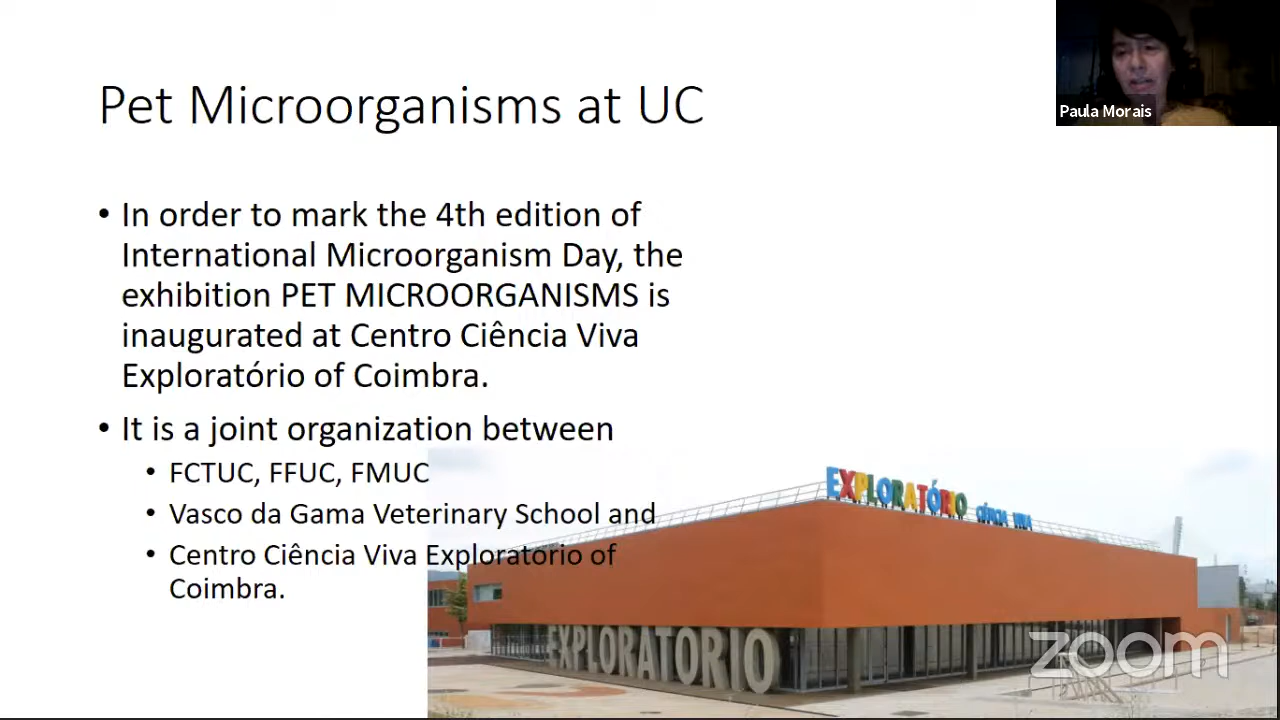 Pet Microorganisms at UC
Paula Morais
• In order to mark the 4th edition of
International Microorganism Day, the
exhibition PET MICROORGANISMS is
inaugurated at Centro Ciência Viva
Exploratório of Coimbra.
• It is a joint organization between
• FCTUC, FFUC, FMUC
• Vasco da Gama Veterinary School and
• Centro Ciência Viva Exploratorio of
Coimbra.
EXPLORATÓRIO CIÊNCIA VIVA
EXPLORATORIO
zoom